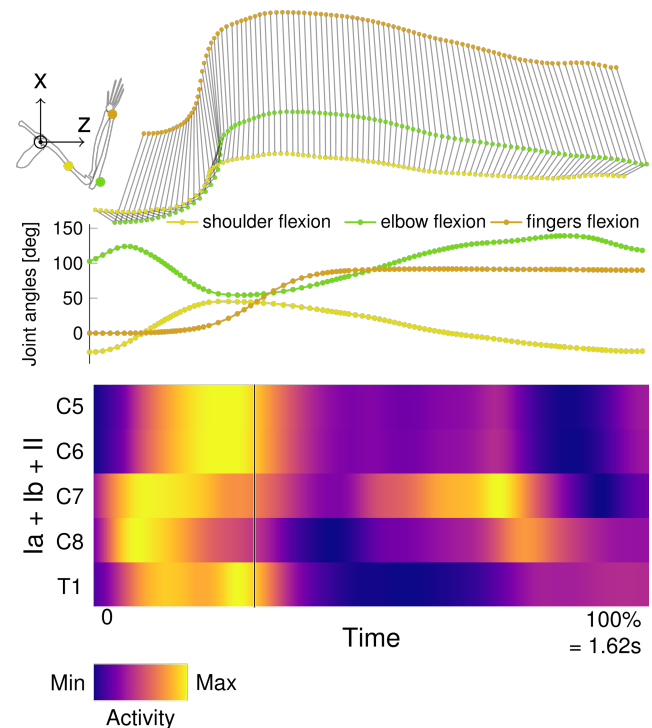 X
Z
shoulder flexion
elbow flexion
fingers flexion
Joint angles [deg]
150
100
50
0
Ia + Ib + II
C5
C6
C7
C8
T1
0
100%
= 1.62s
Time
Min
Max
Activity